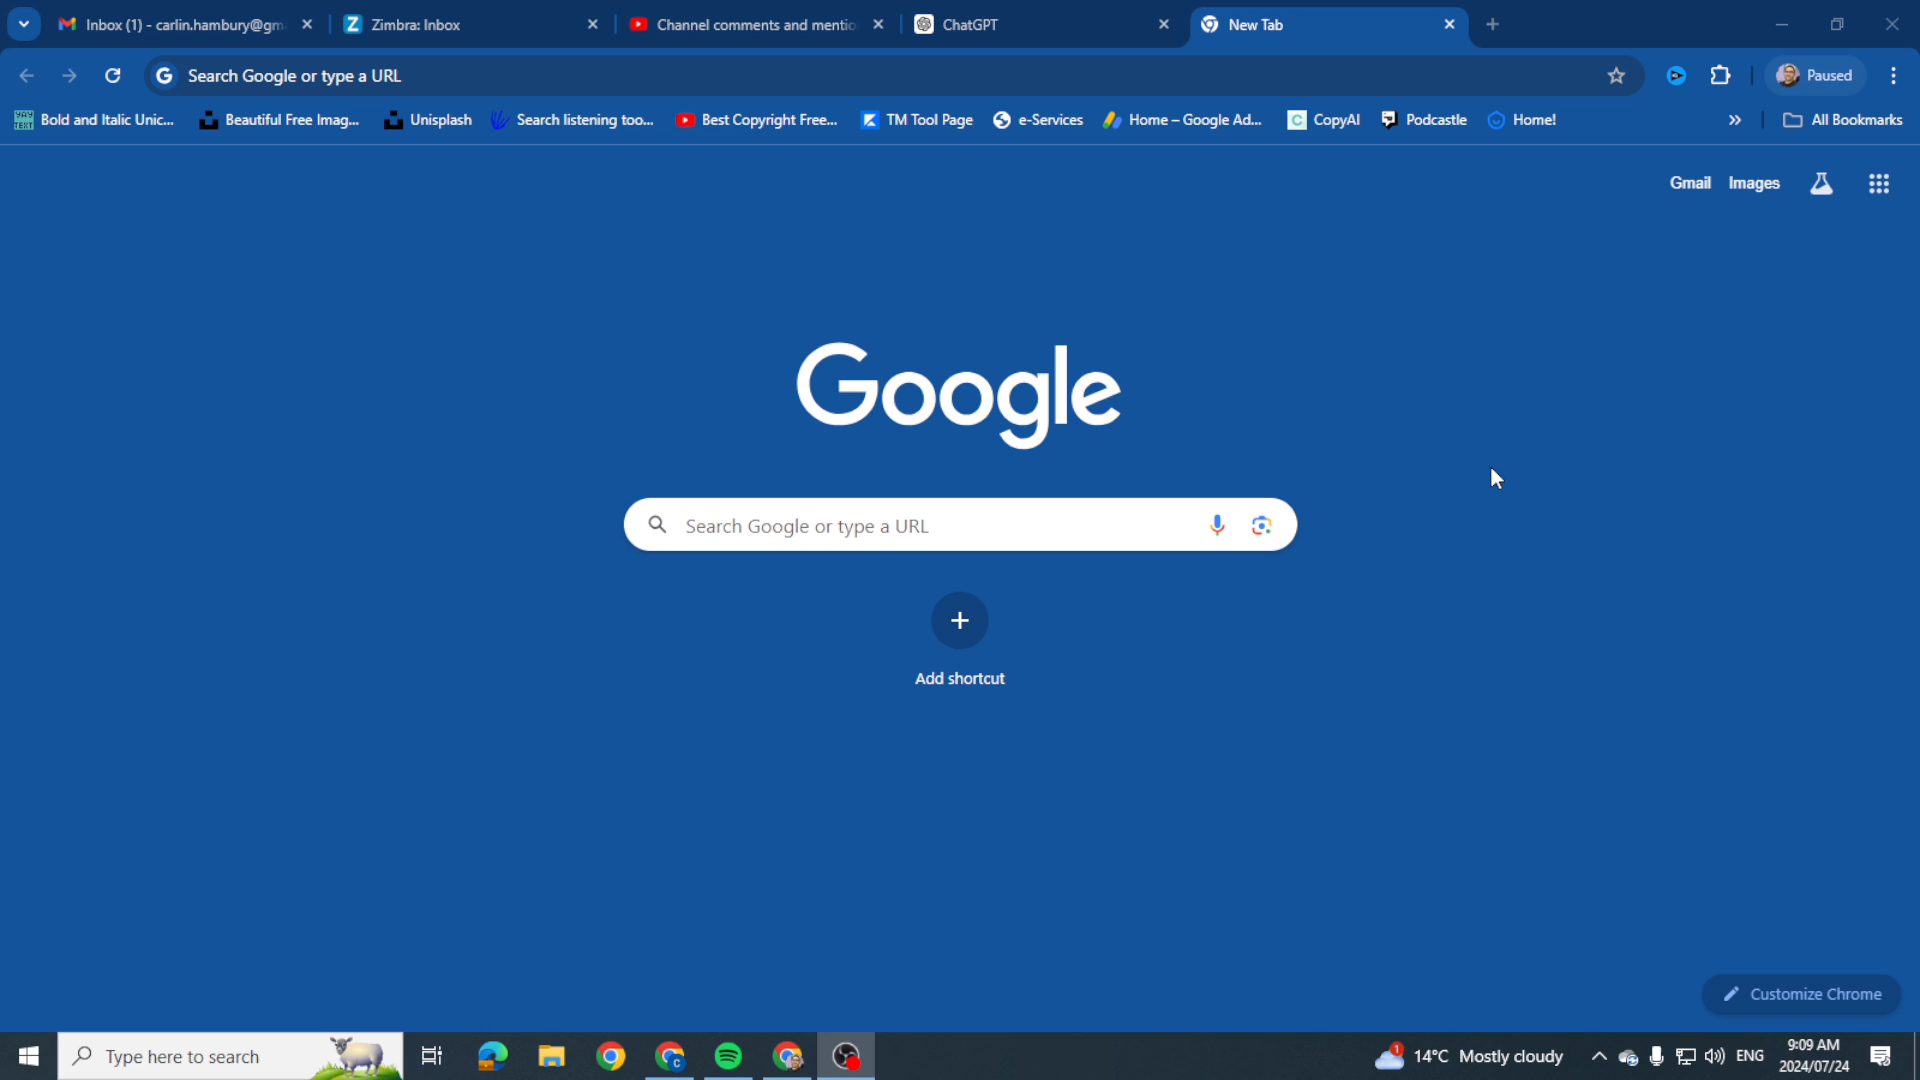 Inbox (1) - carlin.hambury@gm
Zimbra: Inbox
Channel comments and mentio
ChatGPT
New Tab
Search Google or type a URL
Paused
YAY
TEXT
Bold and Italic Unic...
Beautiful Free Imag...
Unisplash
Search listening too...
Best Copyright Free...
TM Tool Page
e-Services
Home – Google Ad...
CopyAI
Podcastle
Home!
All Bookmarks
Gmail
Images
Google
Search Google or type a URL
Add shortcut
Customize Chrome
Type here to search
1
14°C Mostly cloudy
ENG
9:09 AM
2024/07/24